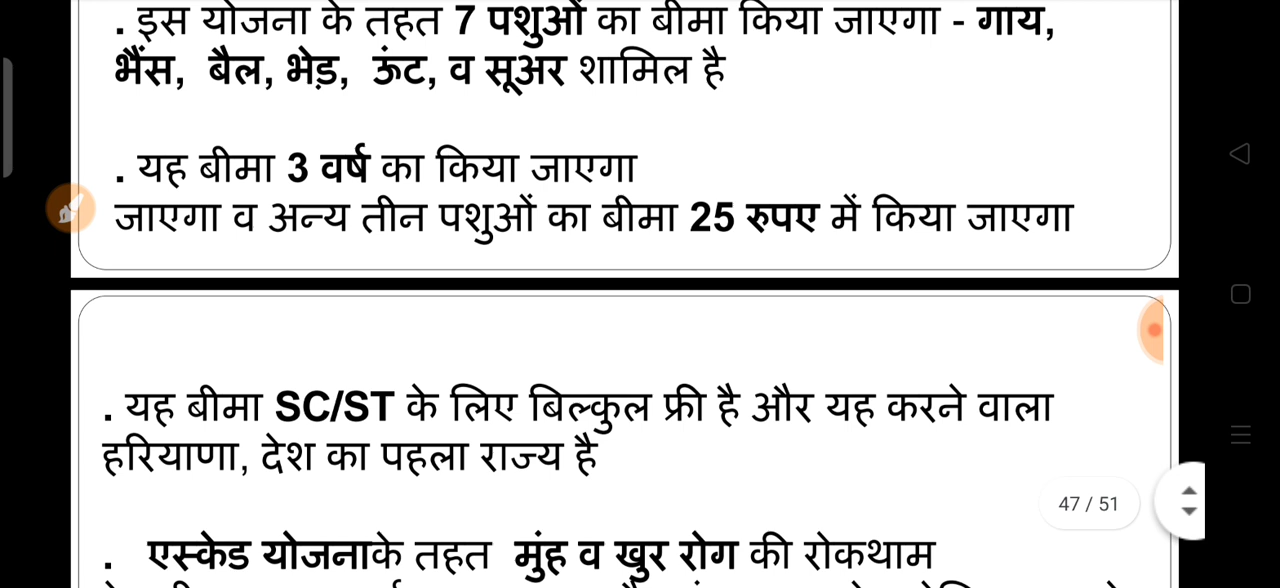 . इस योजना के तहत 7 पशुओं का बीमा किया जाएगा - गाय,
भैंस, बैल, भेड़, ऊंट, व सूअर शामिल है
. यह बीमा 3 वर्ष का किया जाएगा
जाएगा व अन्य तीन पशुओं का बीमा 25 रुपए में किया जाएगा
. यह बीमा SC/ST के लिए बिल्कुल फ्री है और यह करने वाला
हरियाणा, देश का पहला राज्य है
47 / 51
. एस्केड योजनाके तहत मुंह व खुर रोग की रोकथाम